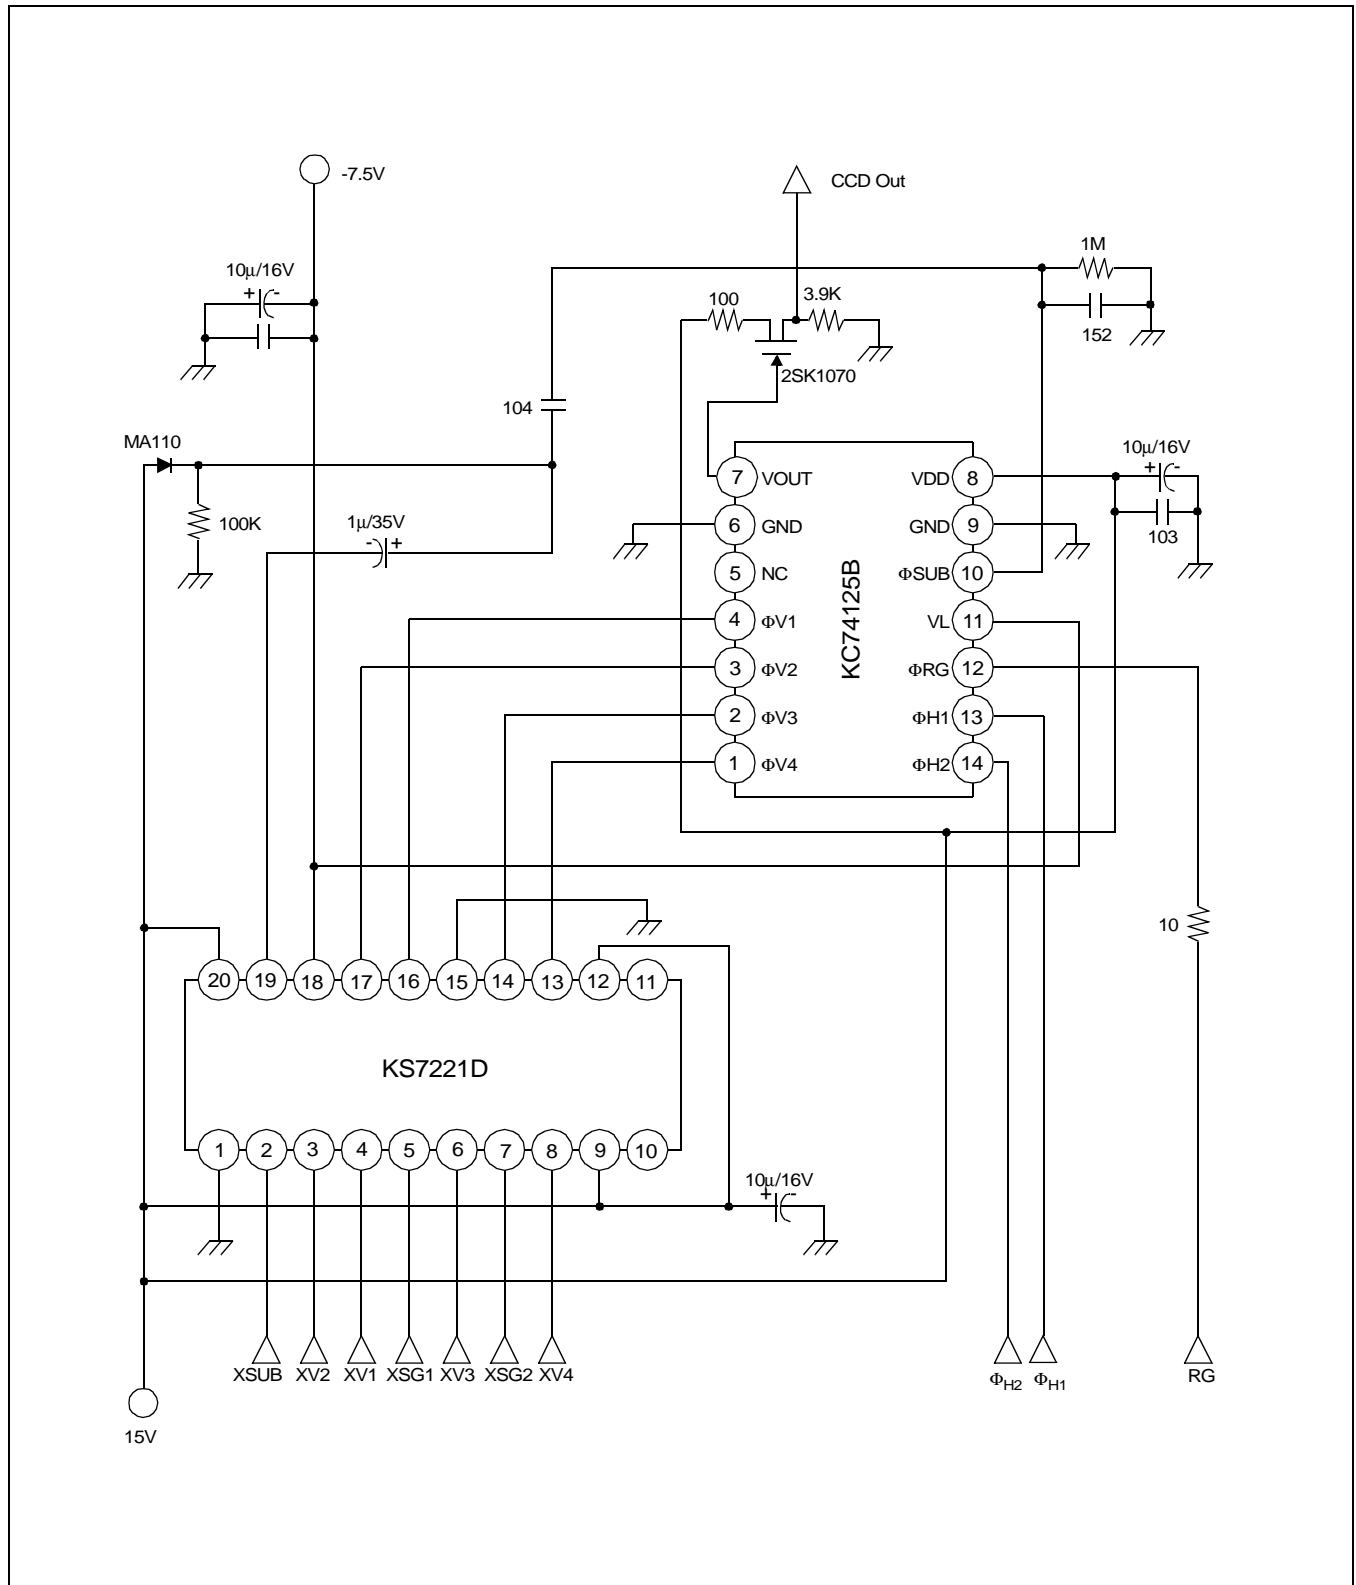 -7.5V
CCD Out
1M
10μ/16V
100
3.9K
152
2SK1070
104
MA110
10μ/16V
+ -
+ -
7 VOUT
VDD 8
100K
1μ/35V
- +
6 GND
GND 9
103
5 NC
ΦSUB 10
4 ΦV1
VL 11
KC74125B
3 ΦV2
ΦRG 12
2 ΦV3
ΦH1 13
1 ΦV4
ΦH2 14
10
20 19 18 17 16 15 14 13 12 11
KS7221D
1 2 3 4 5 6 7 8 9 10
10μ/16V
+ -
XSUB XV2 XV1 XSG1 XV3 XSG2 XV4
ΦH2 ΦH1
RG
15V